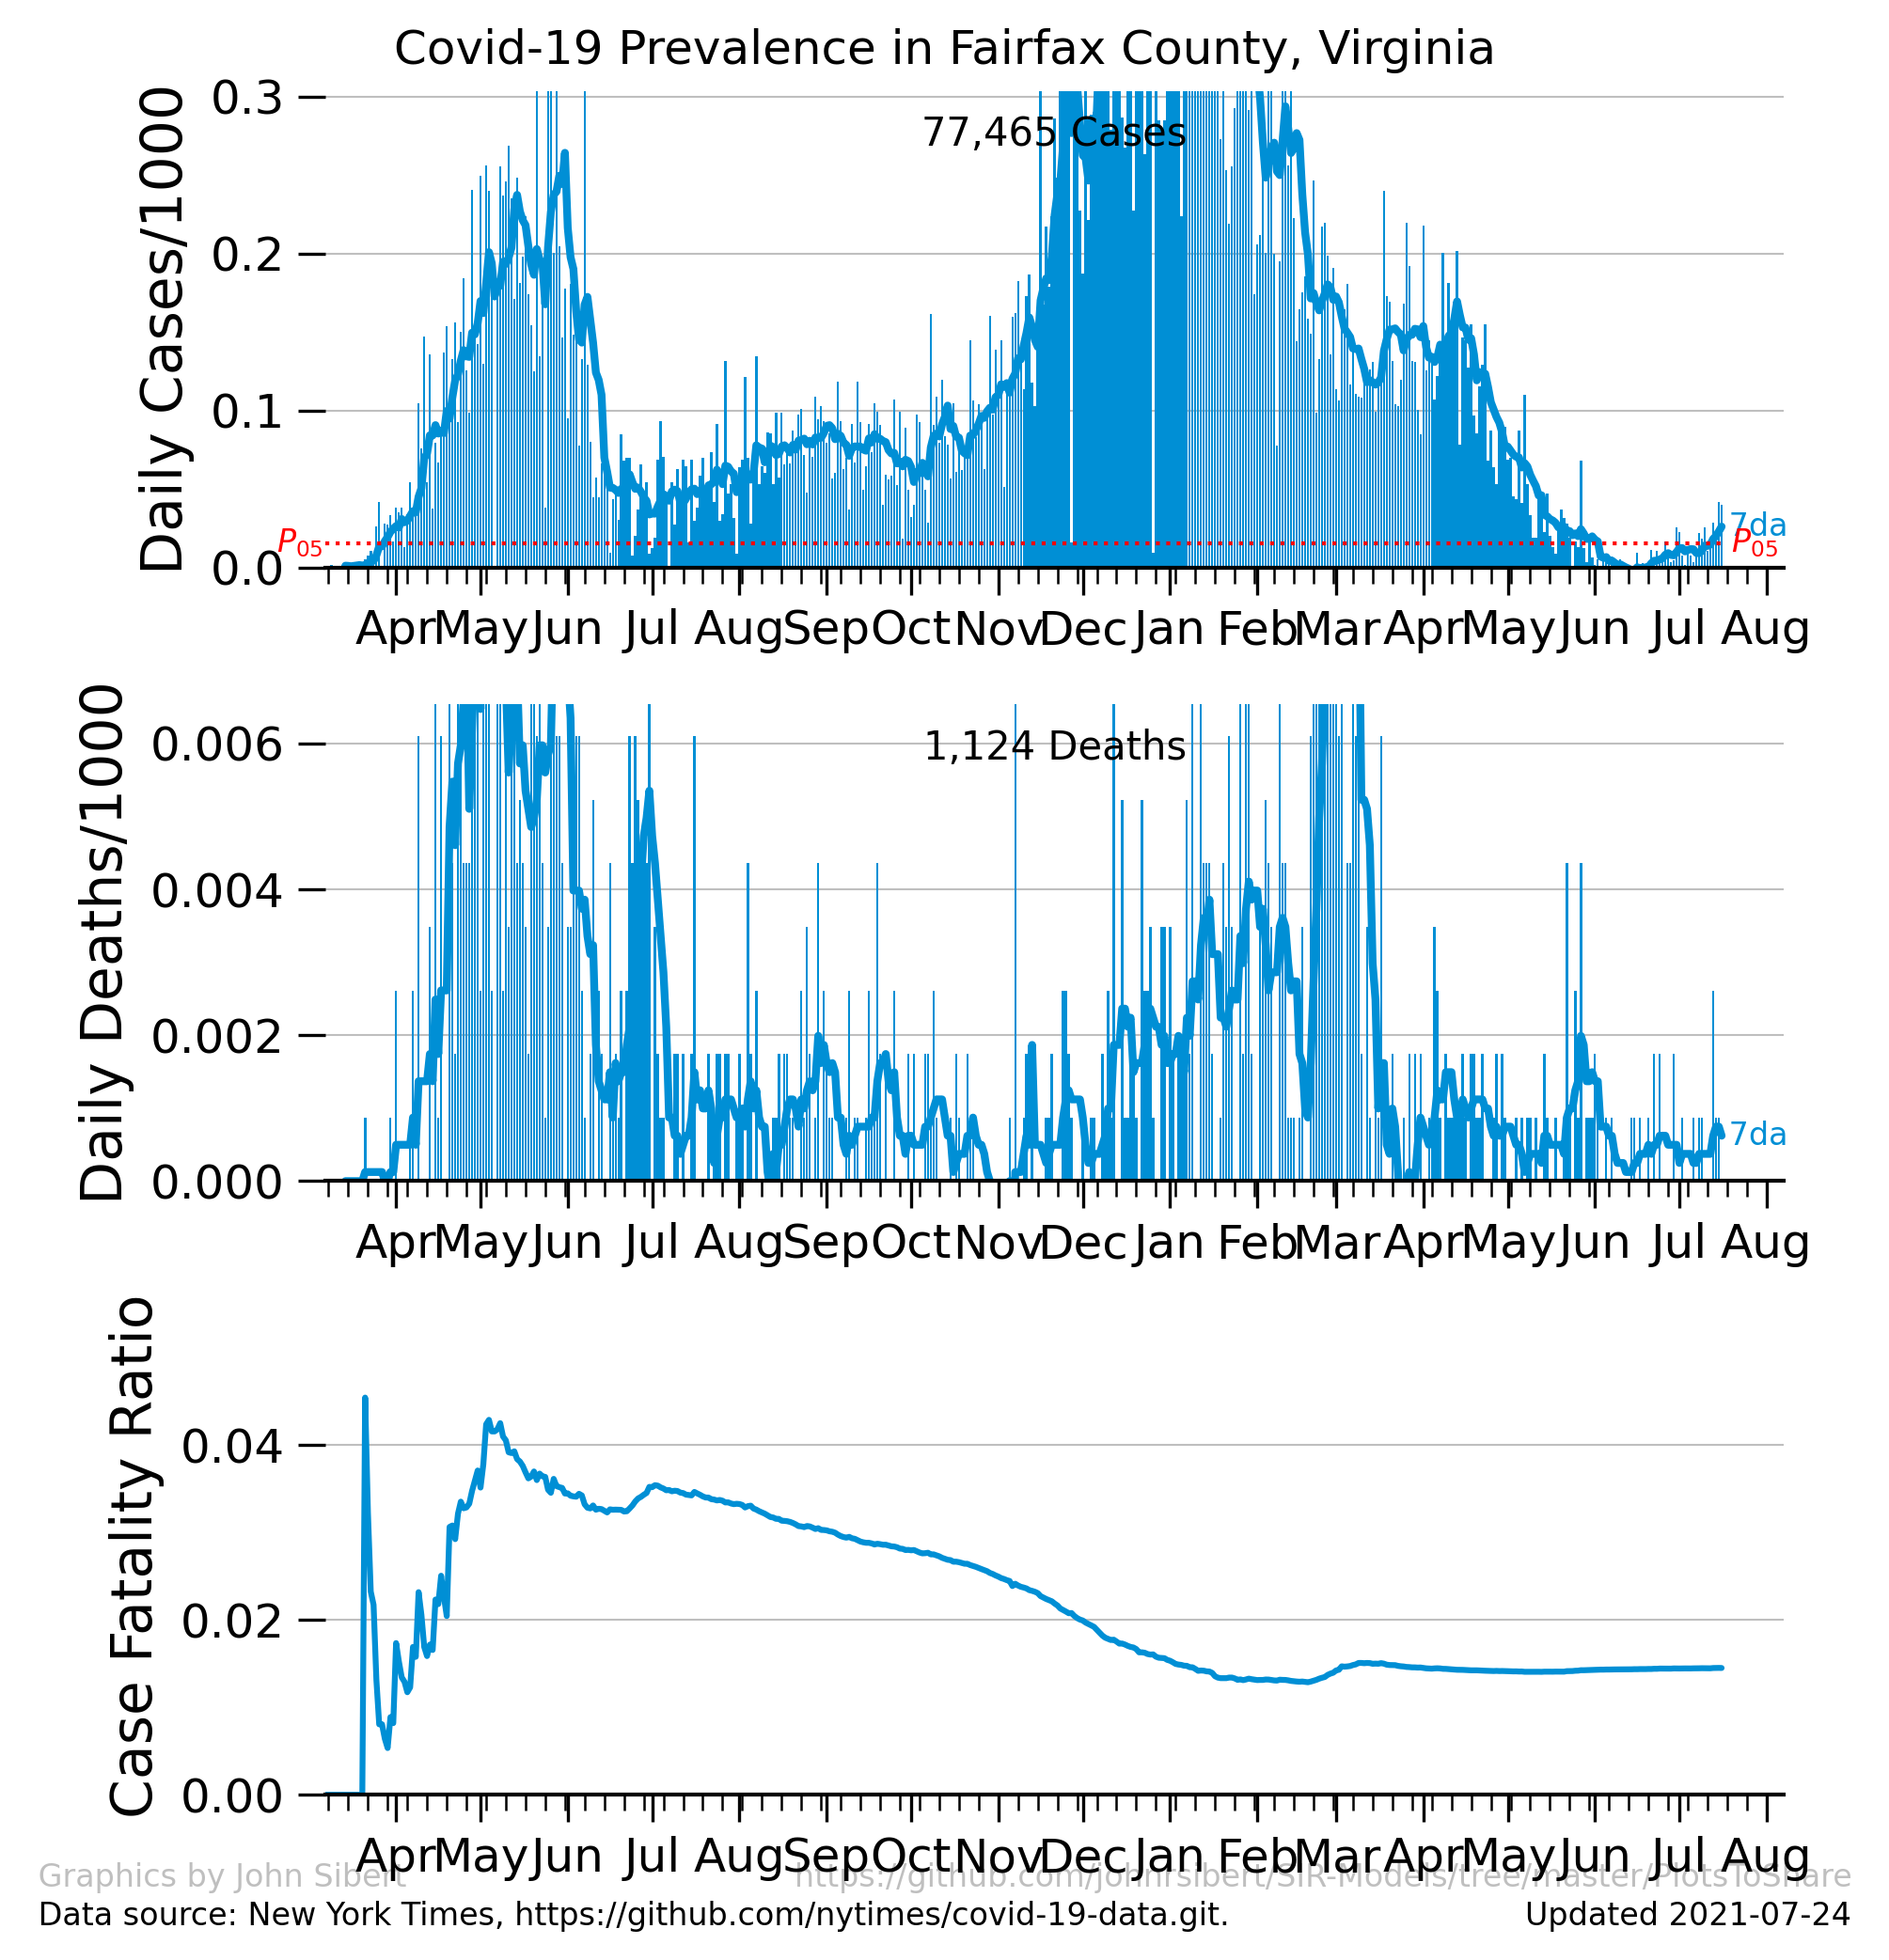 Covid-19 Prevalence in Fairfax County, Virginia
Daily Cases/1000
0.3
0.2
0.1
0.0
77,465 Cases
P05
7da
P05
Apr May Jun Jul Aug Sep Oct Nov Dec Jan Feb Mar Apr May Jun Jul Aug
Daily Deaths/1000
0.006
0.004
0.002
0.000
1,124 Deaths
7da
Apr May Jun Jul Aug Sep Oct Nov Dec Jan Feb Mar Apr May Jun Jul Aug
Case Fatality Ratio
0.04
0.02
0.00
Apr May Jun Jul Aug Sep Oct Nov Dec Jan Feb Mar Apr May Jun Jul Aug
Graphics by John Sibert
https://github.com/johnrsibert/SIR-Models/tree/master/PlotsToShare
Data source: New York Times, https://github.com/nytimes/covid-19-data.git.
Updated 2021-07-24